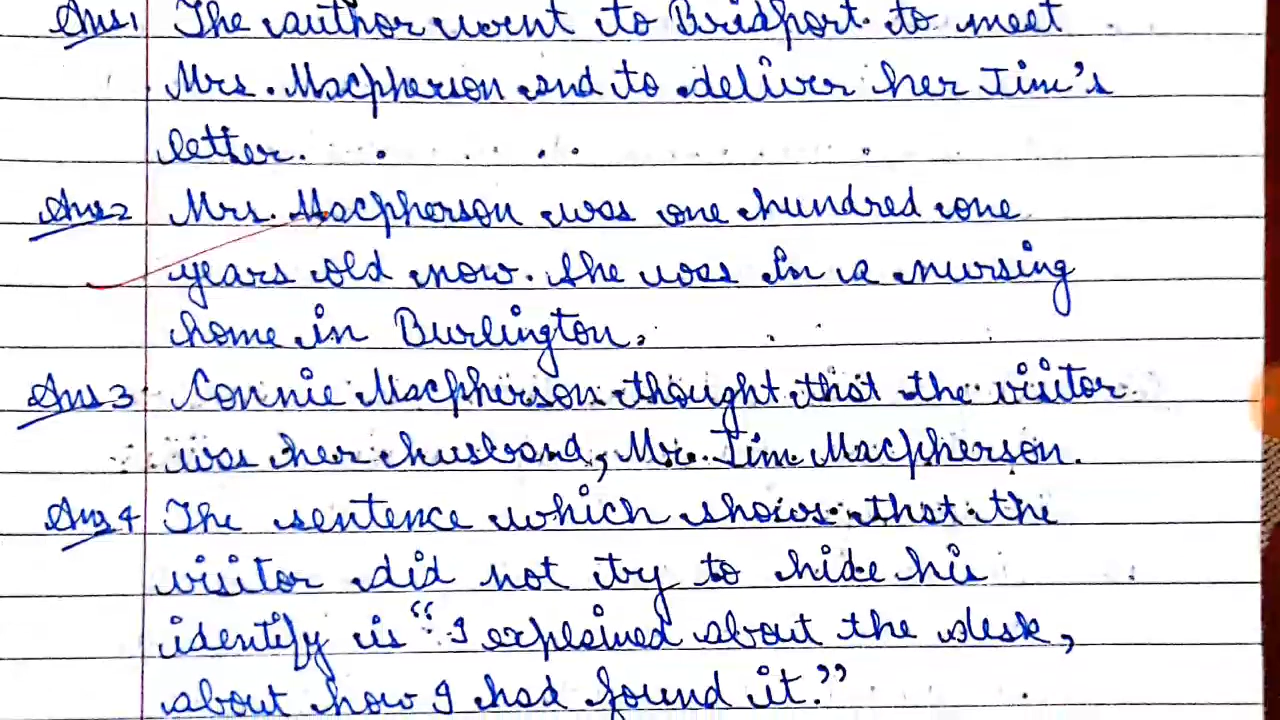 Ans1 The author went to Bridport to meet
Mrs. Macpherson and to deliver her Jim's
letter.
Ans2 Mrs. Macpherson was one hundred one
years old now. She was in a nursing
home in Burlington.
Ans3 Connie Macpherson thought that the visitor
was her husband, Mr. Jim Macpherson.
Ans4 The sentence which shows that the
visitor did not try to hide his
identify is “I explained about the desk,
about how I had found it.”